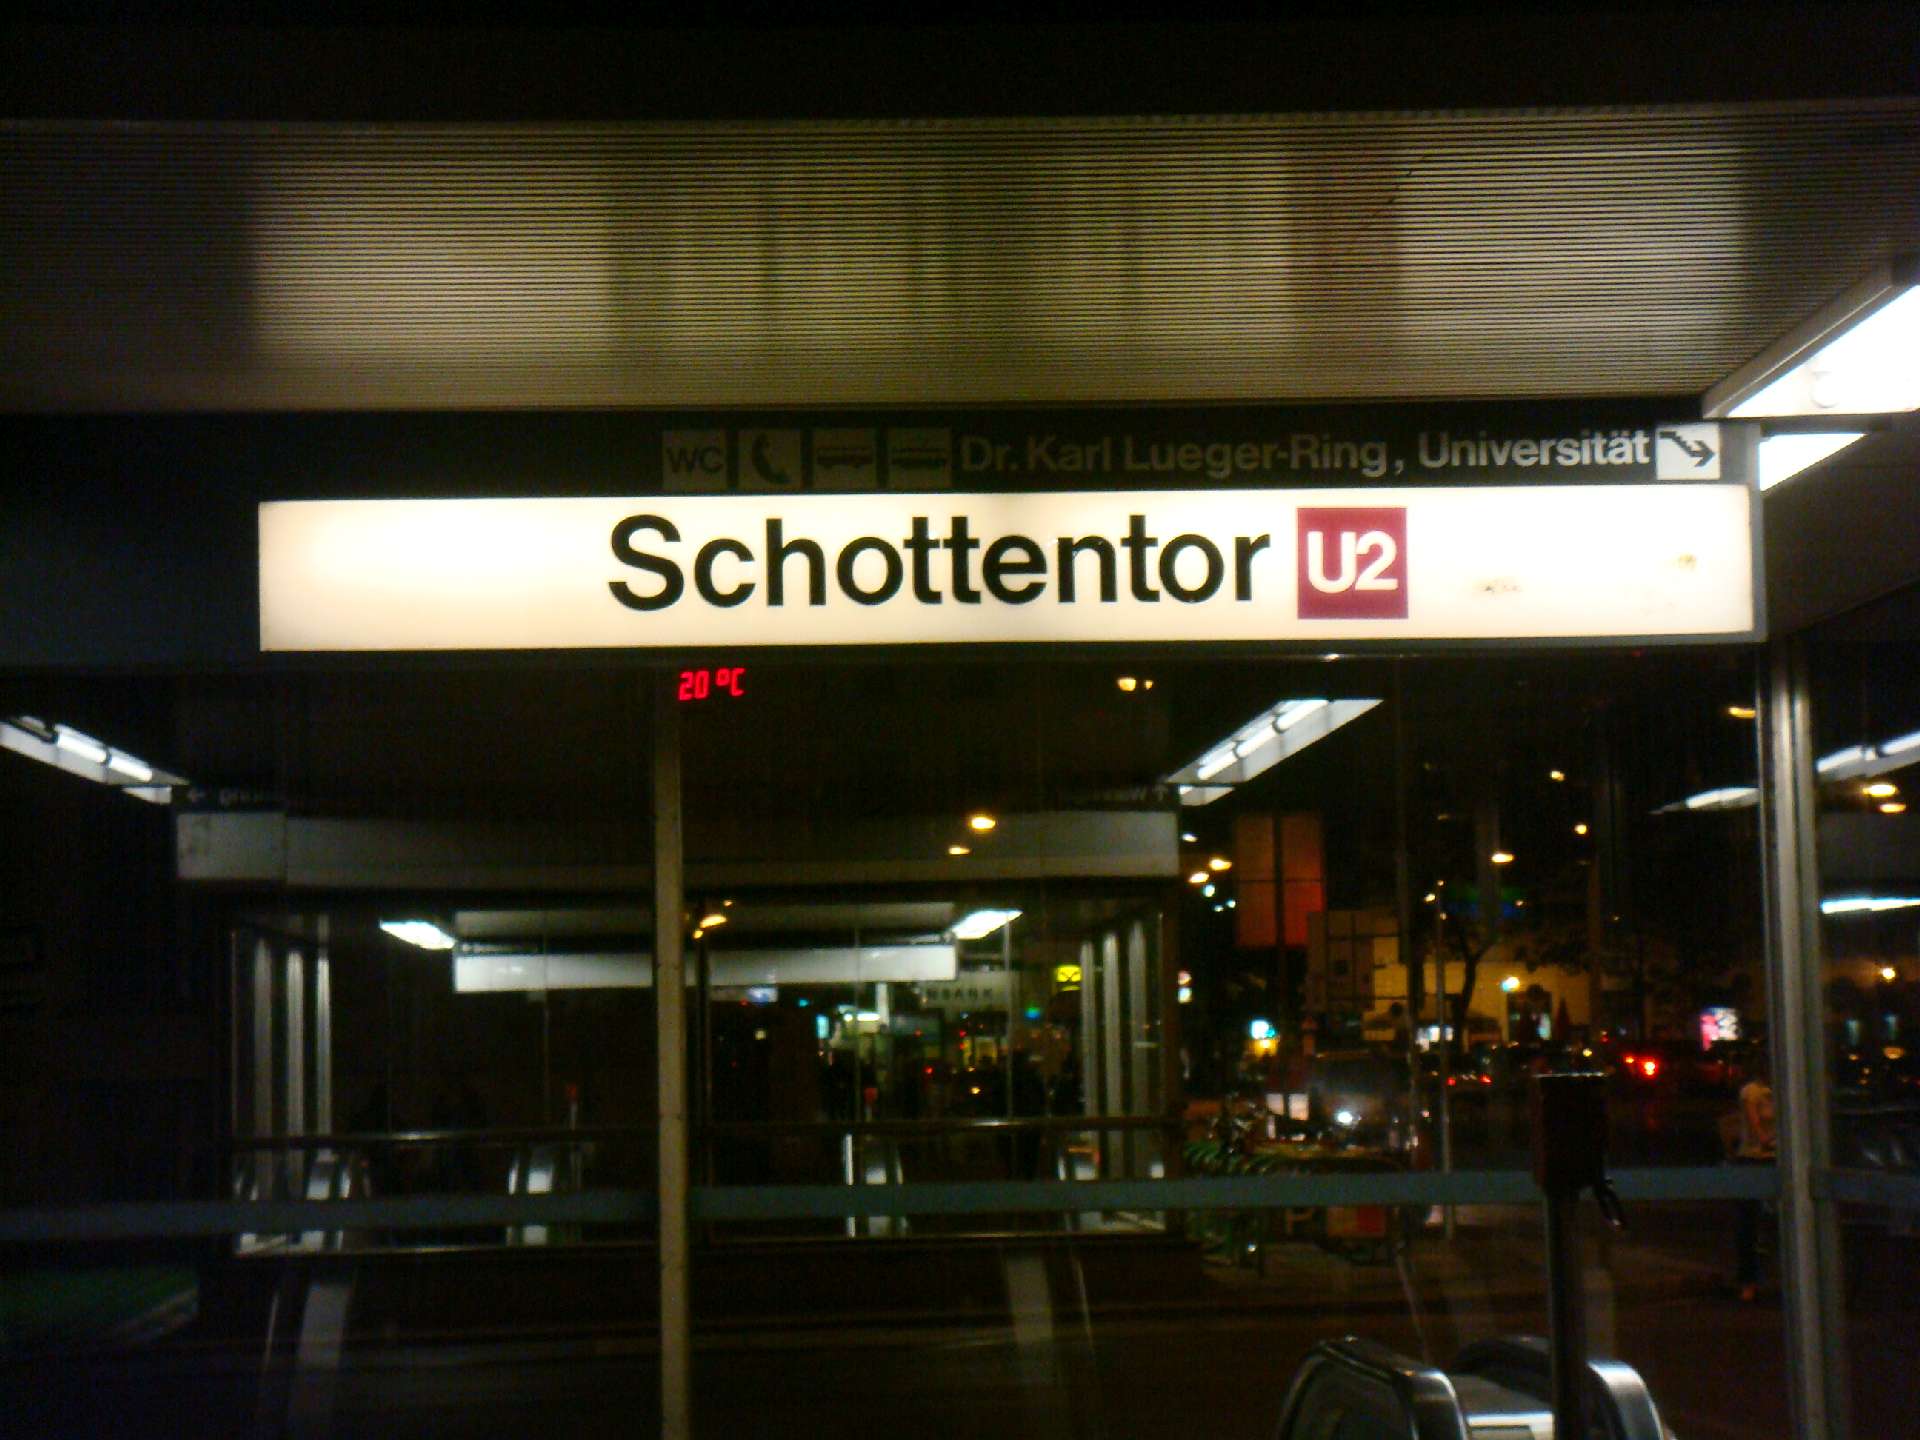 WC Dr. Karl Lueger-Ring, Universität
Schottentor U2
20 °C